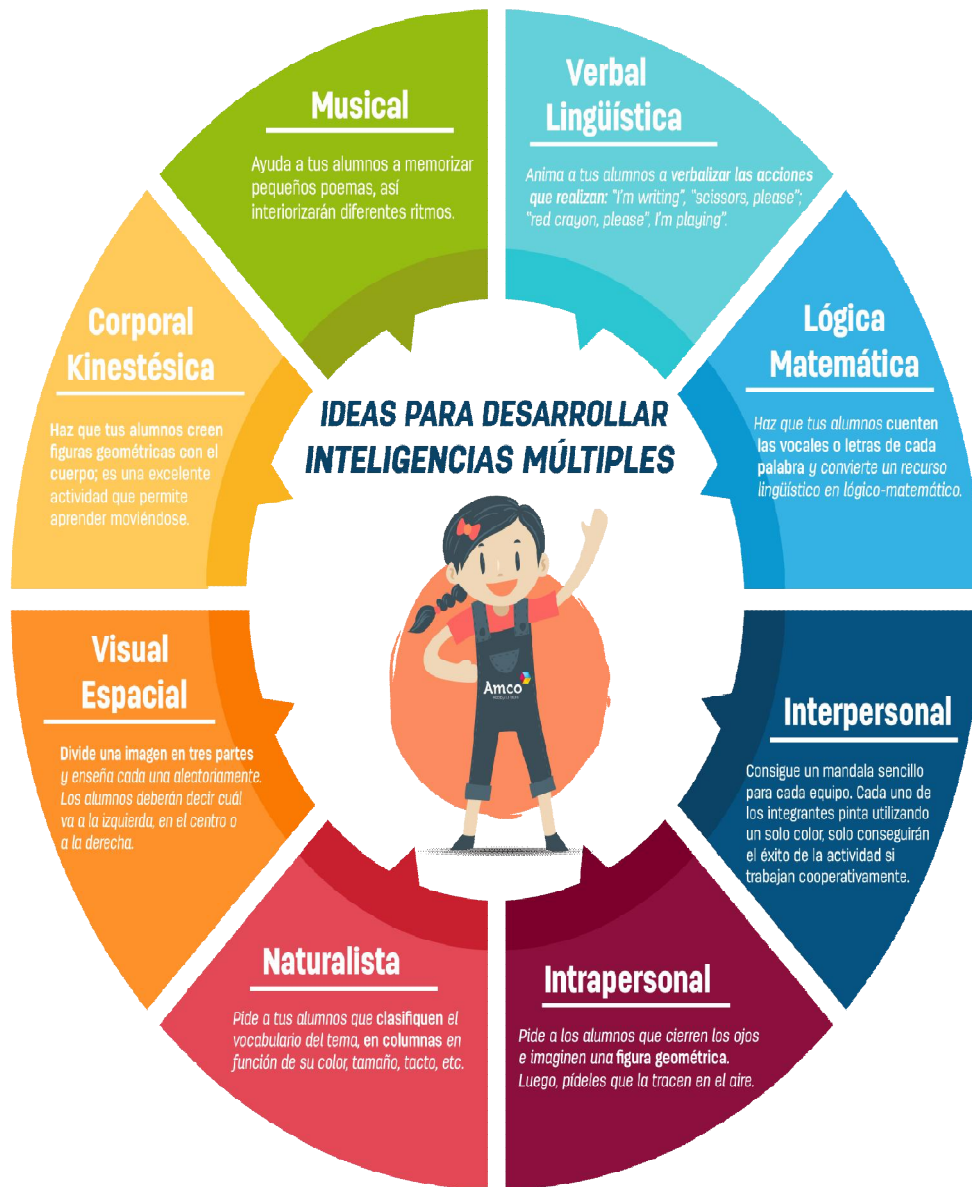 Musical
Ayuda a tus alumnos a memorizar
pequeños poemas, así
interiorizarán diferentes ritmos.
Verbal
Lingüística
Anima a tus alumnos a verbalizar las acciones
que realizan: "I'm writing", "scissors, please";
"red crayon, please", I'm playing".
Corporal
Kinestésica
Haz que tus alumnos creen
figuras geométricas con el
cuerpo; es una excelente
actividad que permite
aprender moviéndose.
Lógica
Matemática
Haz que tus alumnos cuenten
las vocales o letras de cada
palabra y convierte un recurso
lingüístico en lógico-matemático.
IDEAS PARA DESARROLLAR
INTELIGENCIAS MÚLTIPLES
Amco
Visual
Espacial
Divide una imagen en tres partes
y enseña cada una aleatoriamente.
Los alumnos deberán decir cuál
va a la izquierda, en el centro o
a la derecha.
Interpersonal
Consigue un mandala sencillo
para cada equipo. Cada uno de
los integrantes pinta utilizando
un solo color, solo conseguirán
el éxito de la actividad si
trabajan cooperativamente.
Naturalista
Pide a tus alumnos que clasifiquen el
vocabulario del tema, en columnas en
función de su color, tamaño, tacto, etc.
Intrapersonal
Pide a los alumnos que cierren los ojos
e imaginen una figura geométrica.
Luego, pídeles que la tracen en el aire.